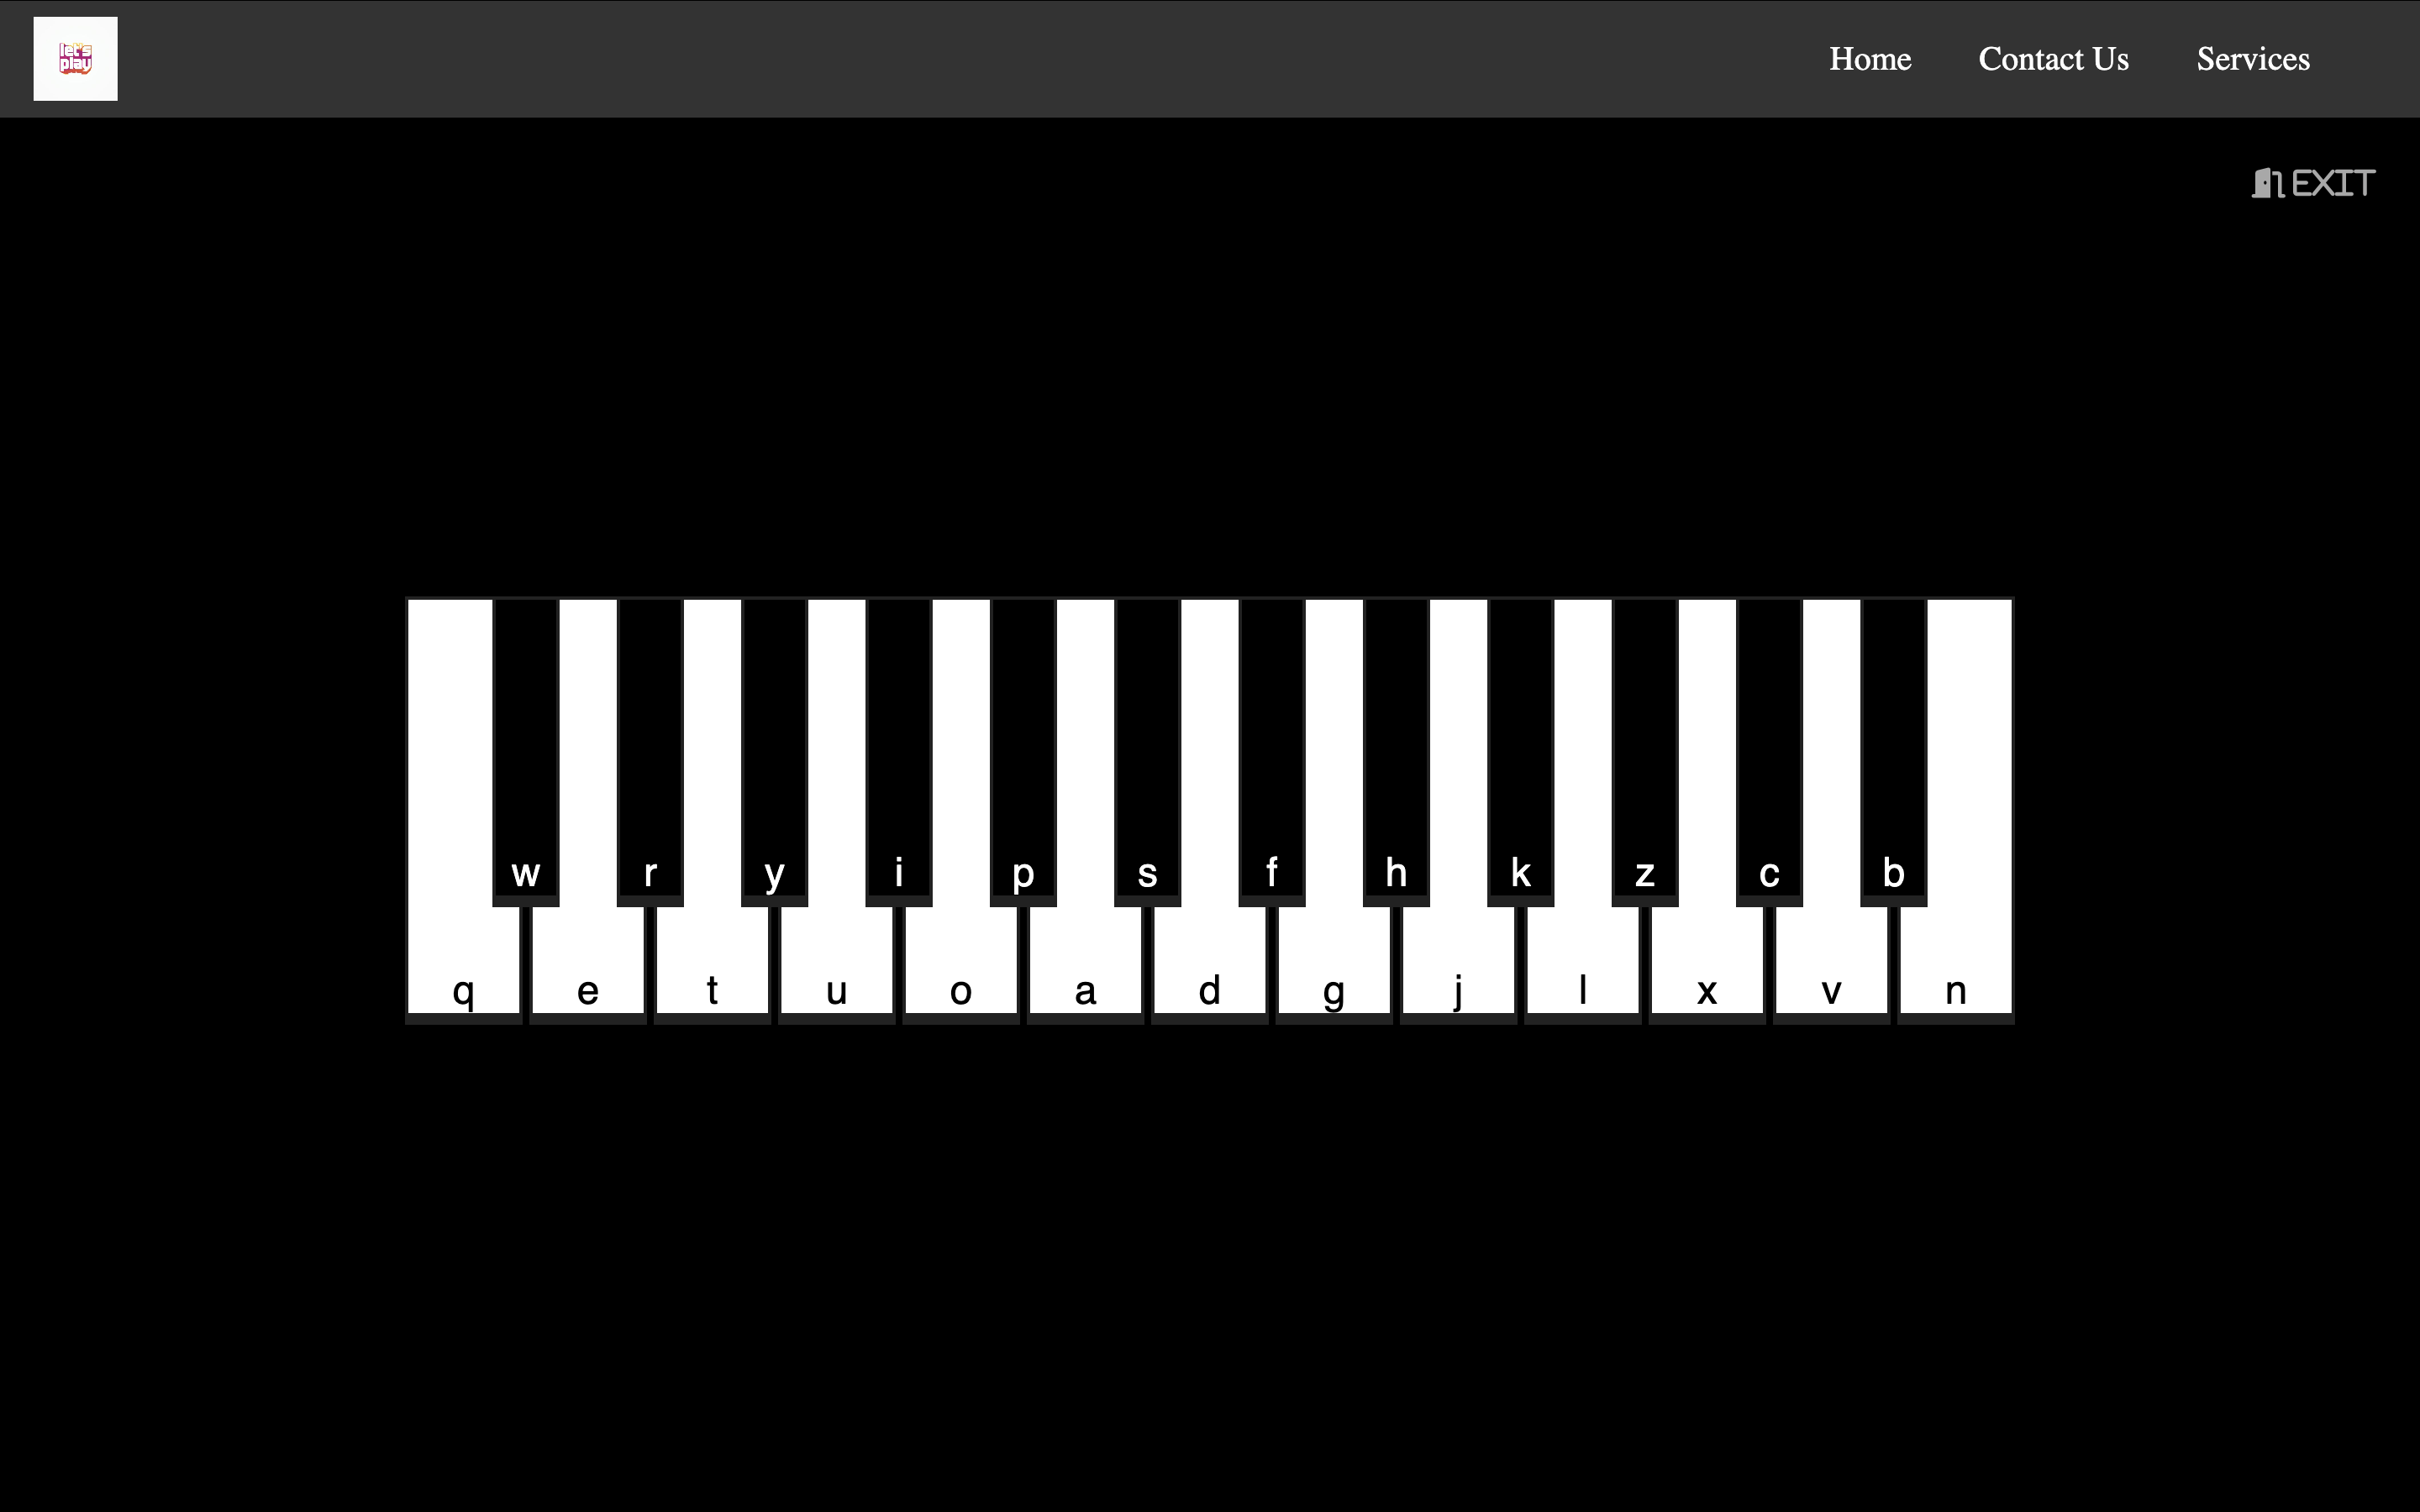 let's
play
Home Contact Us Services
EXIT
w r y i p s f h k z c b
q e t u o a d g j l x v n